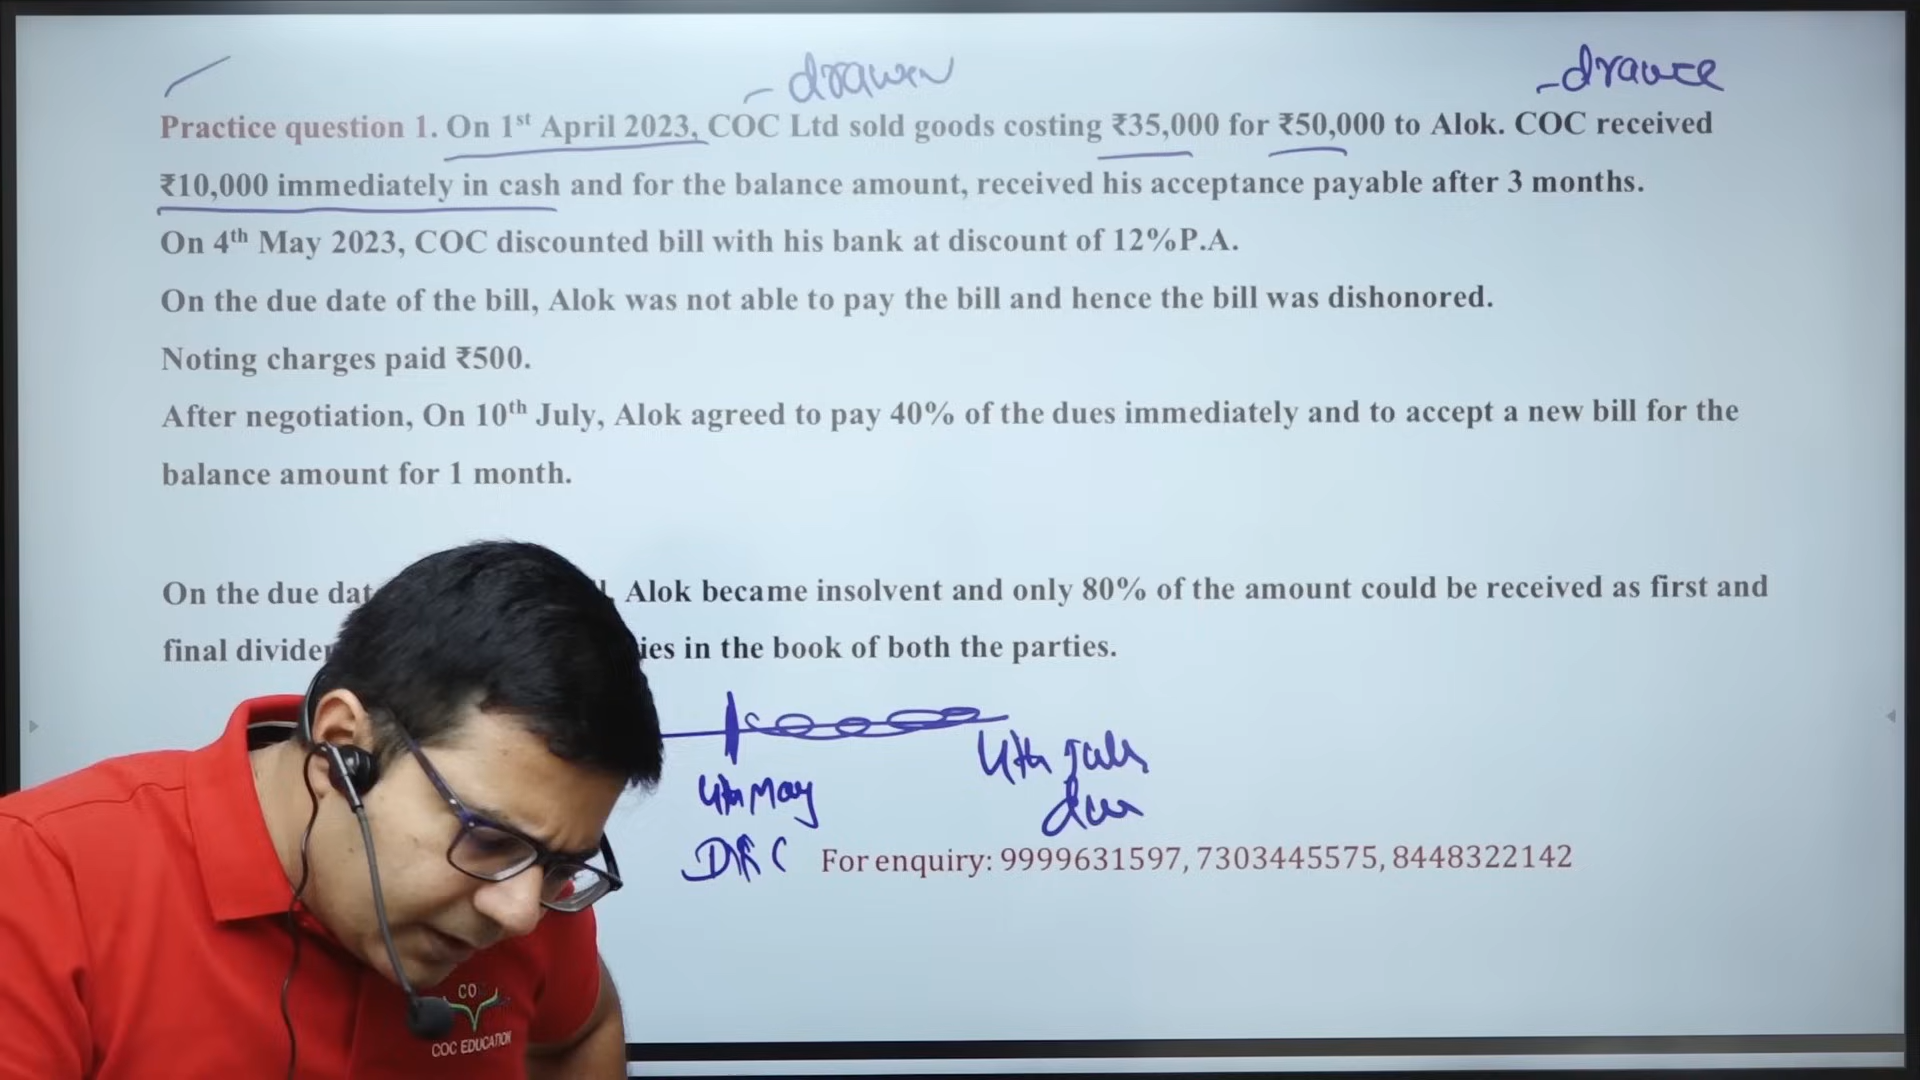 -drawer
-drawee
Practice question 1. On 1st April 2023, COC Ltd sold goods costing ₹35,000 for ₹50,000 to Alok. COC received
₹10,000 immediately in cash and for the balance amount, received his acceptance payable after 3 months.
On 4th May 2023, COC discounted bill with his bank at discount of 12%P.A.
On the due date of the bill, Alok was not able to pay the bill and hence the bill was dishonored.
Noting charges paid ₹500.
After negotiation, On 10th July, Alok agreed to pay 40% of the dues immediately and to accept a new bill for the
balance amount for 1 month.
On the due dat Alok became insolvent and only 80% of the amount could be received as first and
final divide ies in the book of both the parties.
4th July
due
4th May
For enquiry: 9999631597, 7303445575, 8448322142
CO
COC EDUCATION